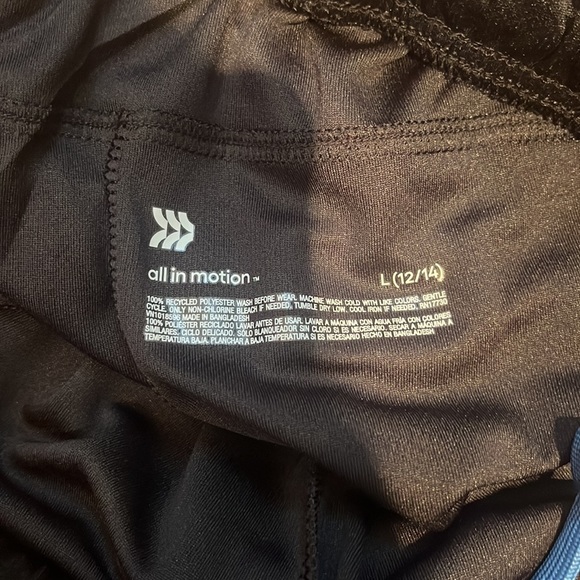 all in motion™
L (12/14)
100% RECYCLED POLYESTER WASH BEFORE WEAR. MACHINE WASH COLD WITH LIKE COLORS. GENTLE
CYCLE. ONLY NON-CHLORINE BLEACH IF NEEDED. TUMBLE DRY LOW. COOL IRON IF NEEDED. RN17730
VN1018596 MADE IN BANGLADESH
100% POLIÉSTER RECICLADO LAVAR ANTES DE USAR. LAVAR A MÁQUINA CON AGUA FRÍA CON COLORES
SIMILARES. CICLO DELICADO. SÓLO BLANQUEADOR SIN CLORO SI ES NECESARIO. SECAR A MÁQUINA A
TEMPERATURA BAJA. PLANCHAR A BAJA TEMPERATURA SI ES NECESARIO HECHO EN BANGLADESH